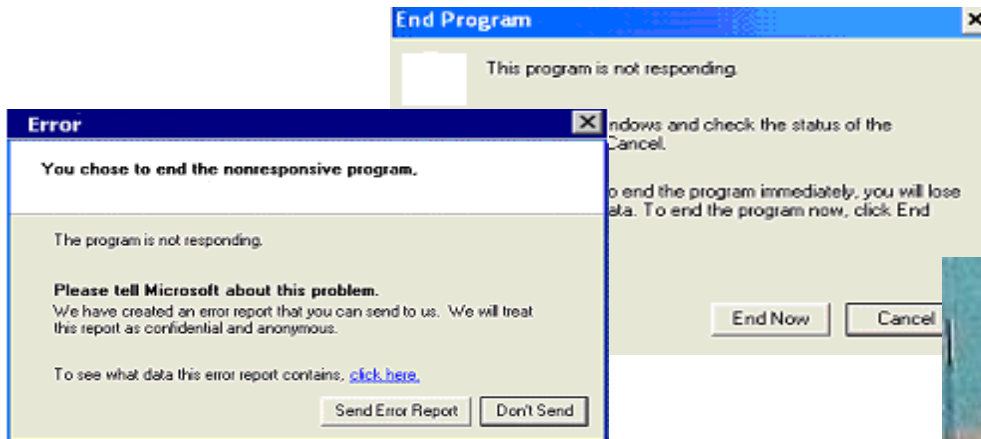 End Program
This program is not responding.
ndows and check the status of the
Cancel.
o end the program immediately, you will lose
ata. To end the program now, click End
End Now
Cancel
Error
You chose to end the nonresponsive program.
The program is not responding.
Please tell Microsoft about this problem.
We have created an error report that you can send to us. We will treat
this report as confidential and anonymous.
To see what data this error report contains, click here.
Send Error Report
Don't Send